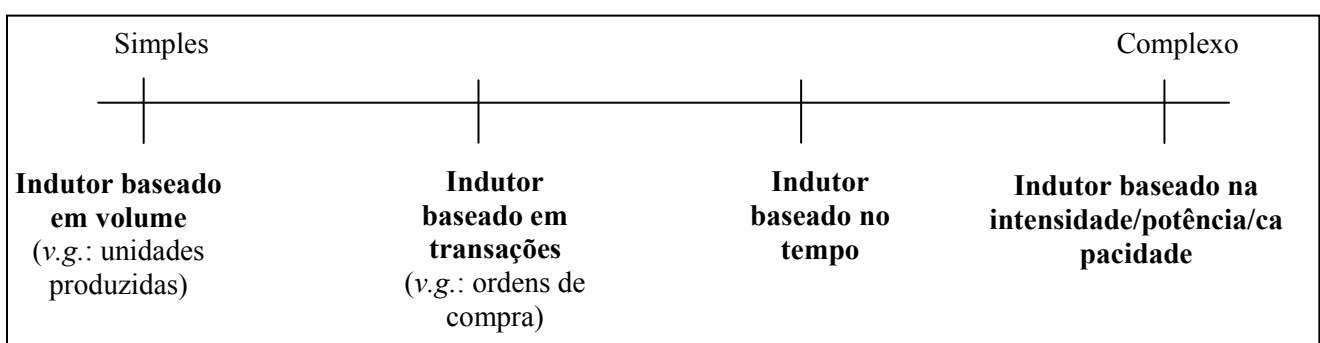 Simples
Complexo
Indutor baseado
em volume
(v.g.: unidades
produzidas)
Indutor
baseado em
transações
(v.g.: ordens de
compra)
Indutor
baseado no
tempo
Indutor baseado na
intensidade/potência/ca
pacidade